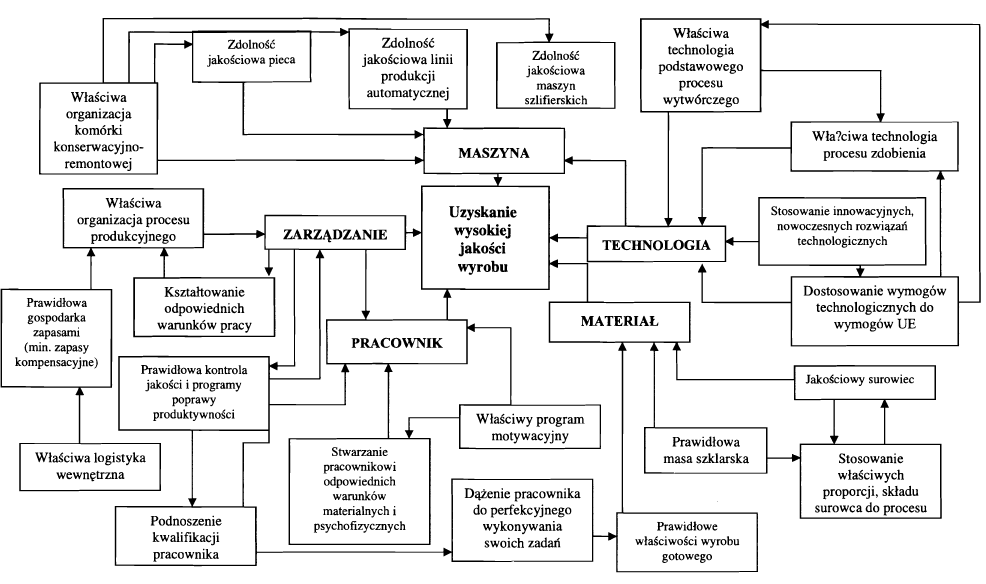 Zdolność
jakościowa pieca
Zdolność
jakościowa linii
produkcji
automatycznej
Zdolność
jakościowa
maszyn
szlifierskich
Właściwa
technologia
podstawowego
procesu
wytwórczego
Właściwa
organizacja
komórki
konserwacyjno-
remontowej
MASZYNA
Wła?ciwa technologia
procesu zdobienia
Właściwa
organizacja procesu
produkcyjnego
ZARZĄDZANIE
Uzyskanie
wysokiej
jakości
wyrobu
TECHNOLOGIA
Stosowanie innowacyjnych,
nowoczesnych rozwiązań
technologicznych
Kształtowanie
odpowiednich
warunków pracy
Dostosowanie wymogów
technologicznych do
wymogów UE
Prawidłowa
gospodarka
zapasami
(min. zapasy
kompensacyjne)
PRACOWNIK
MATERIAŁ
Prawidłowa kontrola
jakości i programy
poprawy
produktywności
Jakościowy surowiec
Właściwy program
motywacyjny
Właściwa logistyka
wewnętrzna
Stwarzanie
pracownikowi
odpowiednich
warunków
materialnych i
psychofizycznych
Prawidłowa
masa szklarska
Stosowanie
właściwych
proporcji, składu
surowca do procesu
Podnoszenie
kwalifikacji
pracownika
Dążenie pracownika
do perfekcyjnego
wykonywania
swoich zadań
Prawidłowe
właściwości wyrobu
gotowego